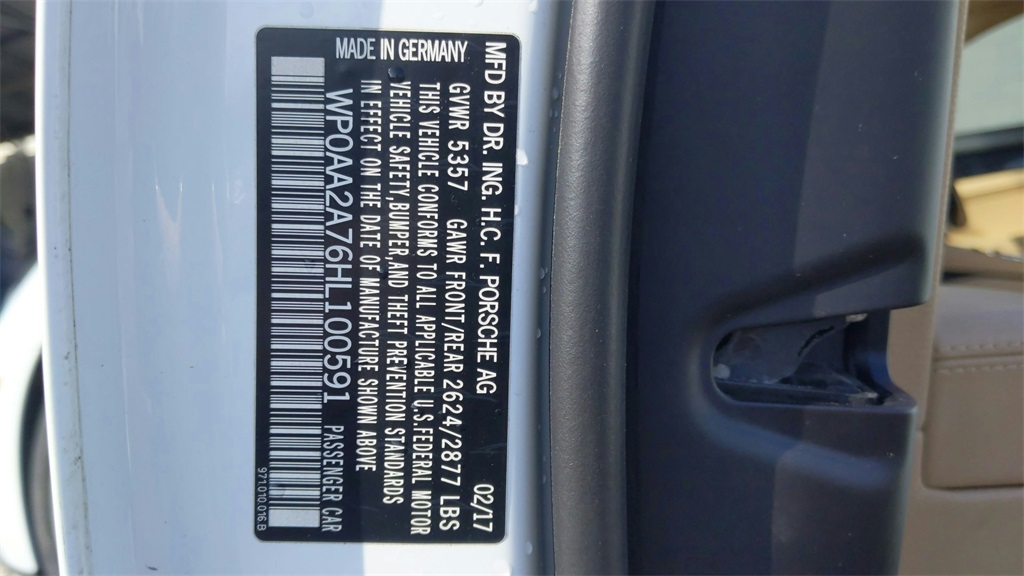 MFD BY DR. ING. H.C. F. PORSCHE AG 02/17
GVWR 5357 GAWR FRONT/REAR 2624/2877 LBS
THIS VEHICLE CONFORMS TO ALL APPLICABLE U.S.FEDERAL MOTOR
VEHICLE SAFETY,BUMPER,AND THEFT PREVENTION STANDARDS
IN EFFECT ON THE DATE OF MANUFACTURE SHOWN ABOVE
MADE IN GERMANY
WP0AA2A76HL100591 PASSENGER CAR
971010016B